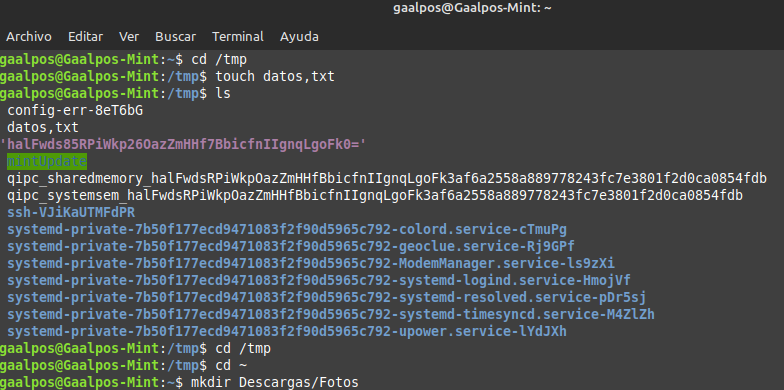 gaalpos@Gaalpos-Mint: ~
Archivo Editar Ver Buscar Terminal Ayuda
gaalpos@Gaalpos-Mint:~$ cd /tmp
gaalpos@Gaalpos-Mint:/tmp$ touch datos,txt
gaalpos@Gaalpos-Mint:/tmp$ ls
config-err-8eT6bG
datos,txt
'halFwds85RPiWkp26OazZmHHf7BbicfnIIgnqLgoFk0='
mintUpdate
qipc_sharedmemory_halFwdsRPiWkpOazZmHHfBbicfnIIgnqLgoFk3af6a2558a889778243fc7e3801f2d0ca0854fdb
qipc_systemsem_halFwdsRPiWkpOazZmHHfBbicfnIIgnqLgoFk3af6a2558a889778243fc7e3801f2d0ca0854fdb
ssh-VJiKaUTMFdPR
systemd-private-7b50f177ecd9471083f2f90d5965c792-colord.service-cTmuPg
systemd-private-7b50f177ecd9471083f2f90d5965c792-geoclue.service-Rj9GPf
systemd-private-7b50f177ecd9471083f2f90d5965c792-ModemManager.service-ls9zXi
systemd-private-7b50f177ecd9471083f2f90d5965c792-systemd-logind.service-HmojVf
systemd-private-7b50f177ecd9471083f2f90d5965c792-systemd-resolved.service-pDr5sj
systemd-private-7b50f177ecd9471083f2f90d5965c792-systemd-timesyncd.service-M4ZlZh
systemd-private-7b50f177ecd9471083f2f90d5965c792-upower.service-lYdJXh
gaalpos@Gaalpos-Mint:/tmp$ cd /tmp
gaalpos@Gaalpos-Mint:/tmp$ cd ~
gaalpos@Gaalpos-Mint:~$ mkdir Descargas/Fotos